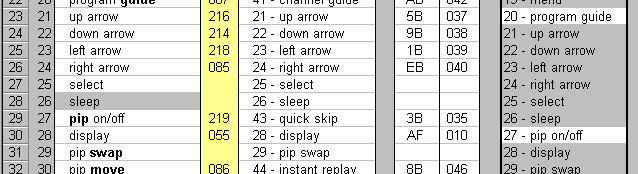 22 20 program guide 087 41 - channel guide AB 042 19 - menu
23 21 up arrow 216 21 - up arrow 5B 037 20 - program guide
24 22 down arrow 214 22 - down arrow 9B 038 21 - up arrow
25 23 left arrow 218 23 - left arrow 1B 039 22 - down arrow
26 24 right arrow 085 24 - right arrow EB 040 23 - left arrow
27 25 select 25 - select 24 - right arrow
28 26 sleep 26 - sleep 25 - select
29 27 pip on/off 219 43 - quick skip 3B 035 26 - sleep
30 28 display 055 28 - display AF 010 27 - pip on/off
31 29 pip swap 29 - pip swap 28 - display
32 30 pip move 086 44 - instant replay 8B 046 29 - pip swap